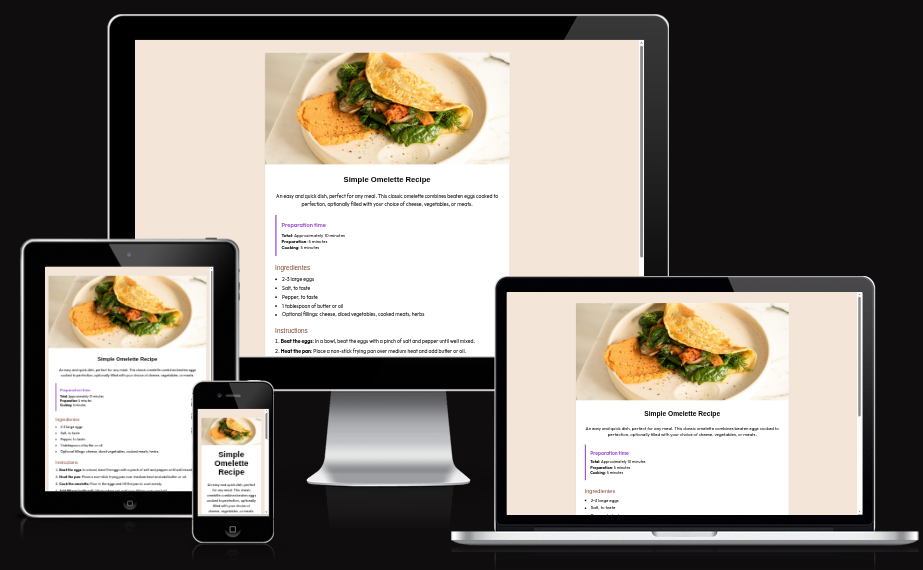 Simple Omelette Recipe
An easy and quick dish, perfect for any meal. This classic omelette combines beaten eggs cooked to
perfection, optionally filled with your choice of cheese, vegetables, or meats.
Preparation time
Total: Approximately 10 minutes
Preparation: 5 minutes
Cooking: 5 minutes
Ingredientes
2-3 large eggs
Salt, to taste
Pepper, to taste
1 tablespoon of butter or oil
Optional fillings: cheese, diced vegetables, cooked meats, herbs
Instructions
1. Beat the eggs: In a bowl, beat the eggs with a pinch of salt and pepper until well mixed.
2. Heat the pan: Place a non-stick frying pan over medium heat and add butter or oil.
Simple Omelette Recipe
An easy and quick dish, perfect for any meal. This classic omelette combines beaten eggs
cooked to perfection, optionally filled with your choice of cheese, vegetables, or meats.
Preparation time
Total: Approximately 10 minutes
Preparation: 5 minutes
Cooking: 5 minutes
Ingredientes
2-3 large eggs
Salt, to taste
Pepper, to taste
1 tablespoon of butter or oil
Optional fillings: cheese, diced vegetables, cooked meats, herbs
Instructions
1. Beat the eggs: In a bowl, beat the eggs with a pinch of salt and pepper until well mixed.
2. Heat the pan: Place a non-stick frying pan over medium heat and add butter or oil.
3. Cook the omelette: Pour in the eggs and
Simple
Omelette
Recipe
An easy and quick dish, perfect
for any meal. This classic
omelette combines beaten eggs
cooked to perfection, optionally
filled with your choice of
cheese, vegetables, or meats.
Simple Omelette Recipe
An easy and quick dish, perfect for any meal. This classic omelette combines beaten eggs cooked to
perfection, optionally filled with your choice of cheese, vegetables, or meats.
Preparation time
Total: Approximately 10 minutes
Preparation: 5 minutes
Cooking: 5 minutes
Ingredientes
2-3 large eggs
Salt, to taste